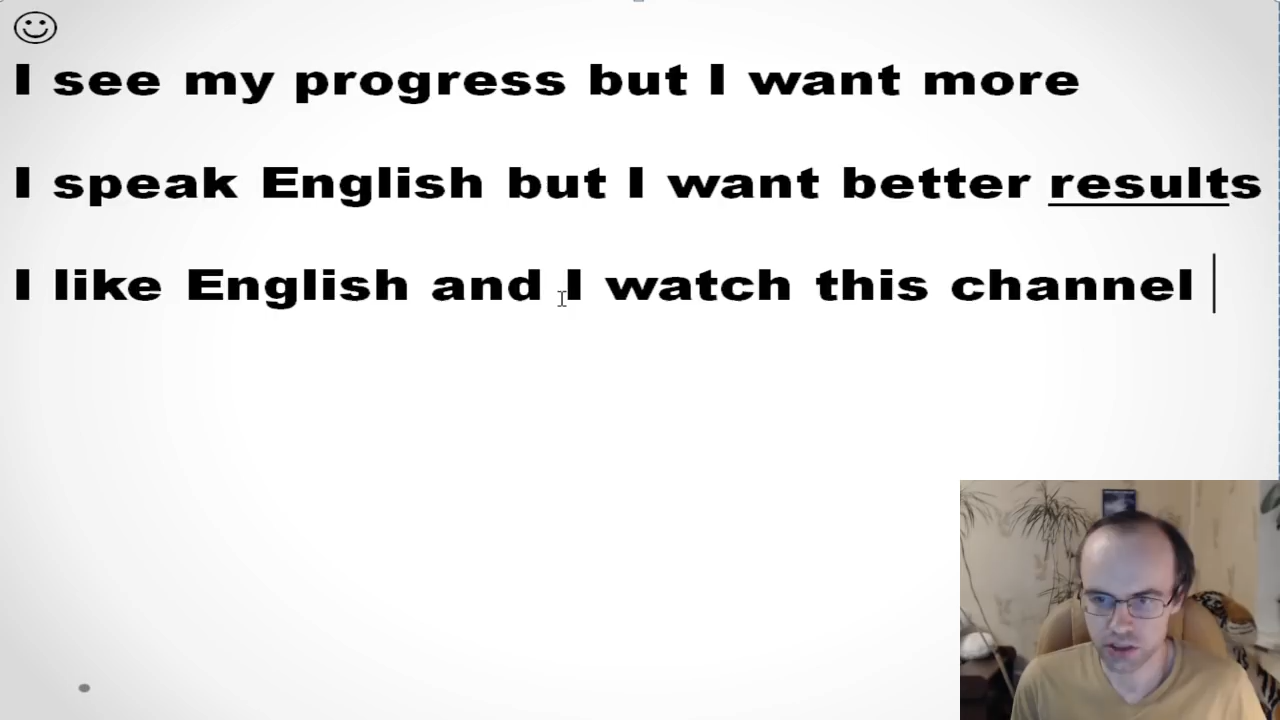 I see my progress but I want more
I speak English but I want better results
I like English and I watch this channel